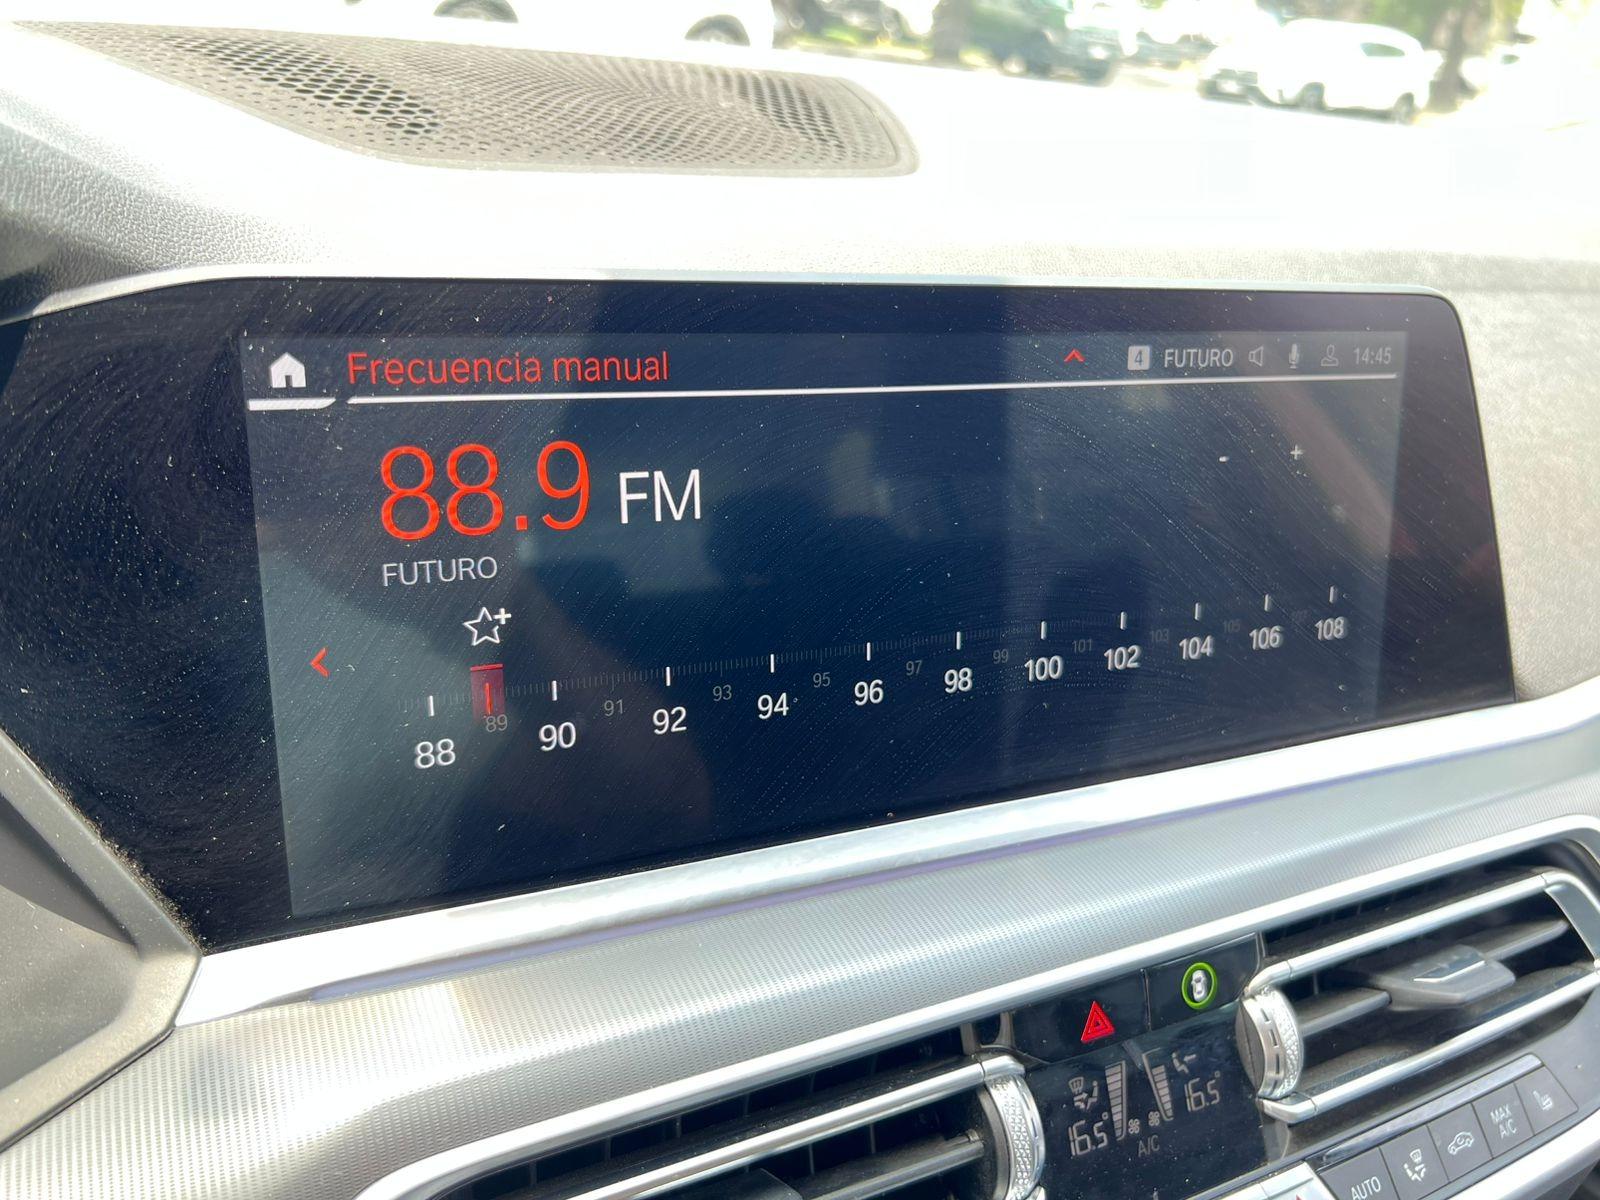 Frecuencia manual
4 FUTURO 14:45
88.9 FM
FUTURO
- +
88 89 90 91 92 93 94 95 96 97 98 99 100 101 102 103 104 105 106 108
16.5° 16.5°
A/C
AUTO
MAX A/C